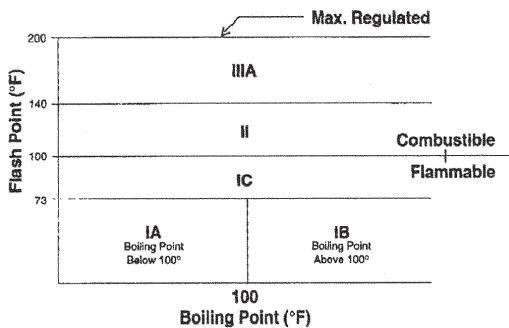 Max. Regulated
200
IIIA
140
II
Combustible
100
Flammable
IC
73
IA
Boiling Point
Below 100°
IB
Boiling Point
Above 100°
100
Boiling Point (°F)
Flash Point (°F)